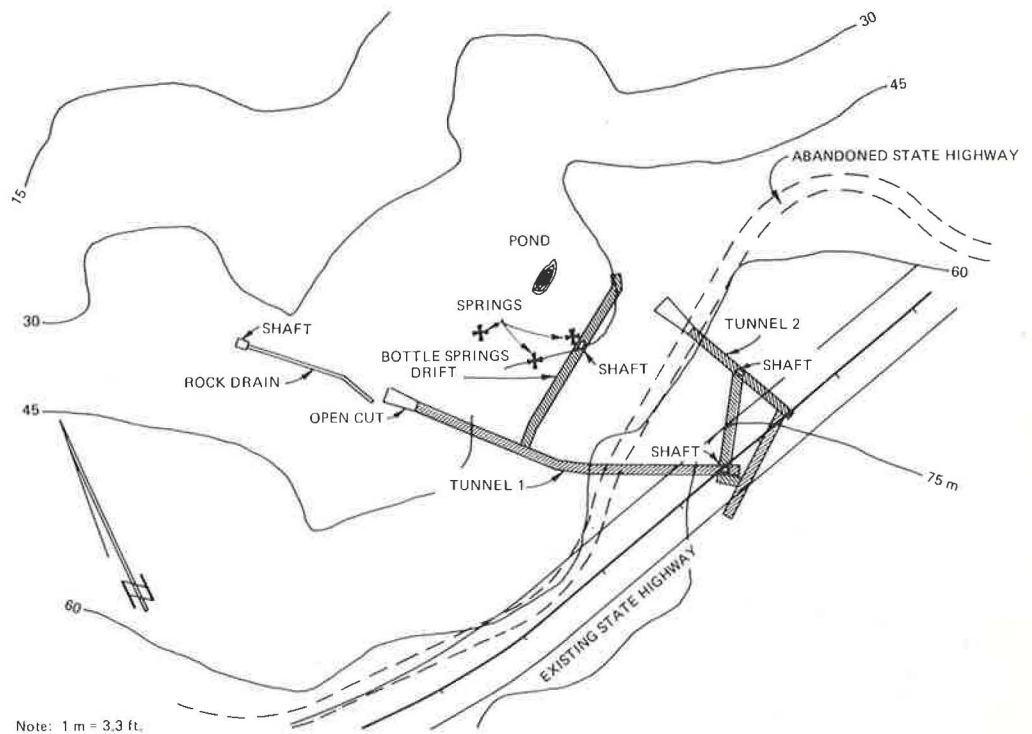 30
45
ABANDONED STATE HIGHWAY
15
POND
60
SPRINGS
30
SHAFT
TUNNEL 2
BOTTLE SPRINGS
DRIFT
SHAFT
SHAFT
ROCK DRAIN
45
OPEN CUT
SHAFT
TUNNEL 1
75 m
60
EXISTING STATE HIGHWAY
Note: 1 m = 3.3 ft.